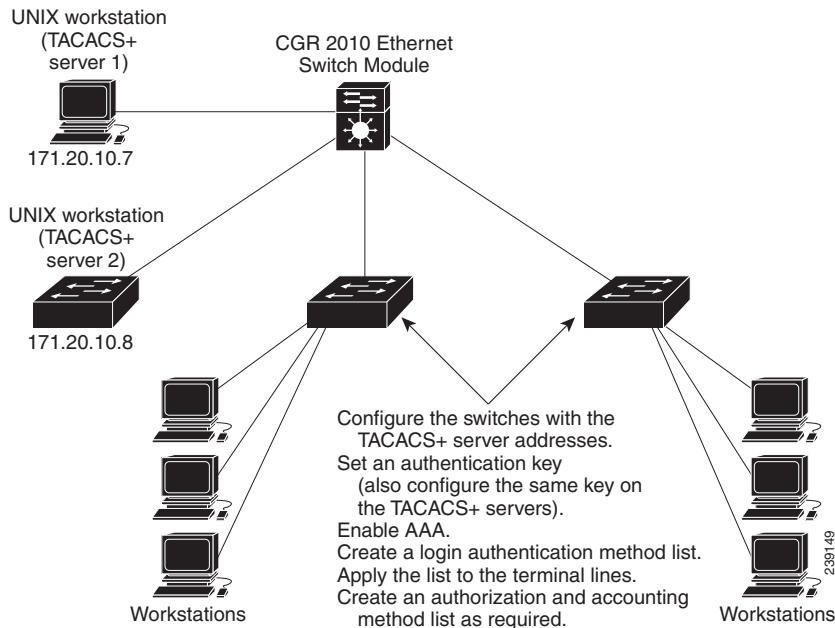 UNIX workstation
(TACACS+
server 1)
171.20.10.7
CGR 2010 Ethernet
Switch Module
UNIX workstation
(TACACS+
server 2)
171.20.10.8
Configure the switches with the
TACACS+ server addresses.
Set an authentication key
(also configure the same key on
the TACACS+ servers).
Enable AAA.
Create a login authentication method list.
Apply the list to the terminal lines.
Create an authorization and accounting
method list as required.
Workstations
Workstations
239149